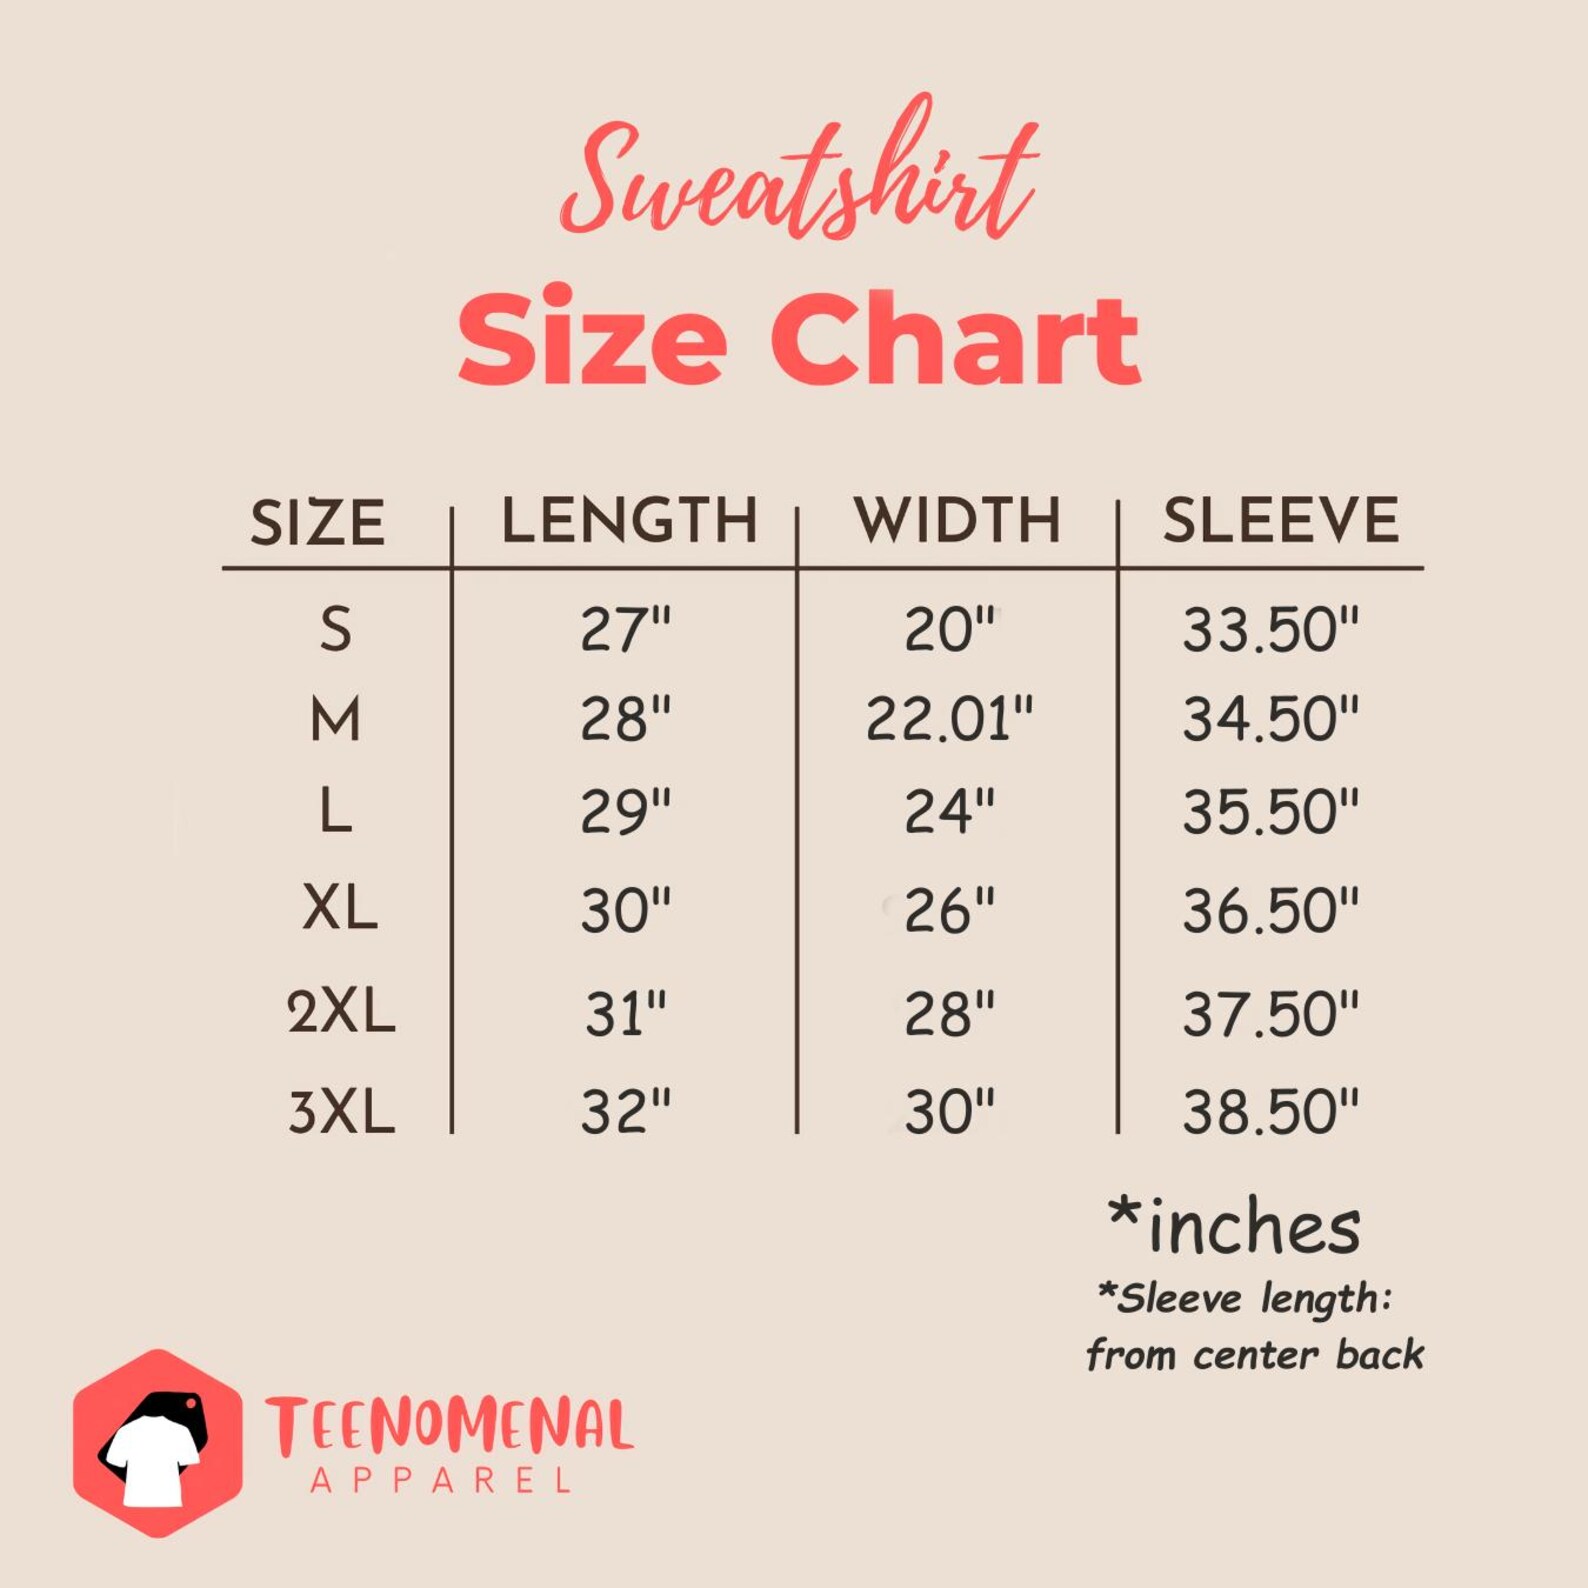 Sweatshirt
Size Chart
SIZE LENGTH WIDTH SLEEVE
S 27" 20" 33.50"
M 28" 22.01" 34.50"
L 29" 24" 35.50"
XL 30" 26" 36.50"
2XL 31" 28" 37.50"
3XL 32" 30" 38.50"
*inches
*Sleeve length:
from center back
TEENOMENAL
APPAREL